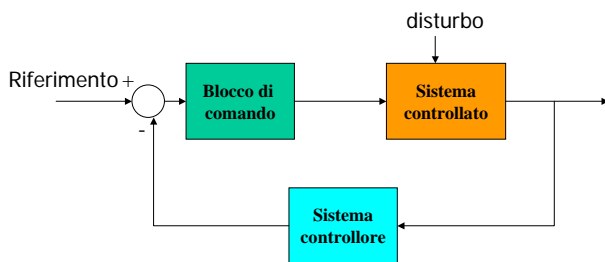 disturbo
Riferimento +
-
Blocco di
comando
Sistema
controllato
Sistema
controllore